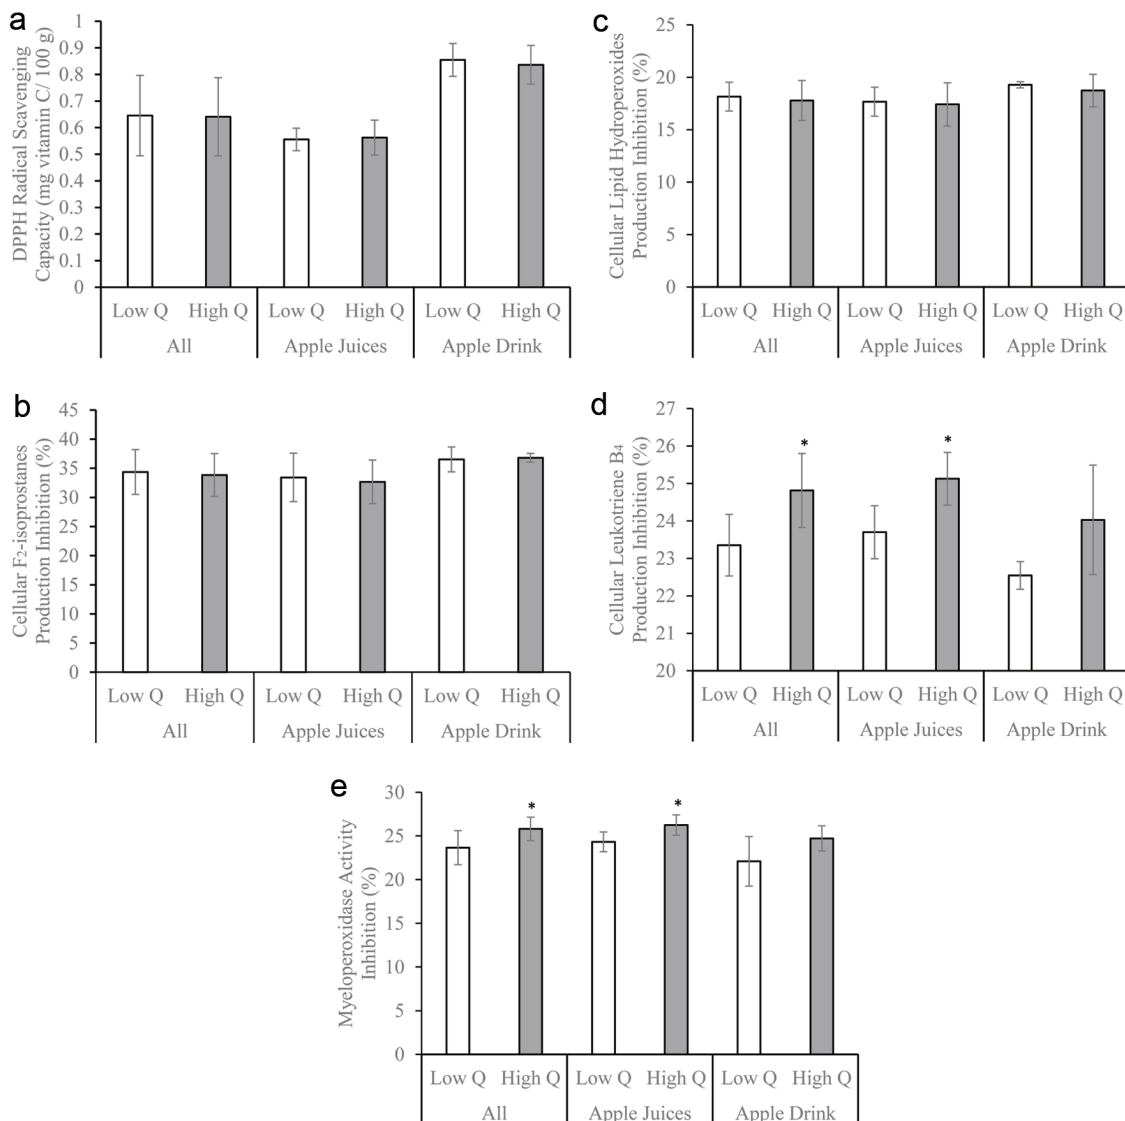 a
DPPH Radical Scavenging
Capacity (mg vitamin C/ 100 g)
1
0.9
0.8
0.7
0.6
0.5
0.4
0.3
0.2
0.1
0
Low Q High Q Low Q High Q Low Q High Q
All Apple Juices Apple Drink
c
Cellular Lipid Hydroperoxides
Production Inhibition (%)
25
20
15
10
5
0
Low Q High Q Low Q High Q Low Q High Q
All Apple Juices Apple Drink
b
Cellular F2-isoprostanes
Production Inhibition (%)
45
40
35
30
25
20
15
10
5
0
Low Q High Q Low Q High Q Low Q High Q
All Apple Juices Apple Drink
d
Cellular Leukotriene B4
Production Inhibition (%)
27
26
25
24
23
22
21
20
* *
Low Q High Q Low Q High Q Low Q High Q
All Apple Juices Apple Drink
e
Myeloperoxidase Activity
Inhibition (%)
30
25
20
15
10
5
0
* *
Low Q High Q Low Q High Q Low Q High Q
All Apple Juices Apple Drink